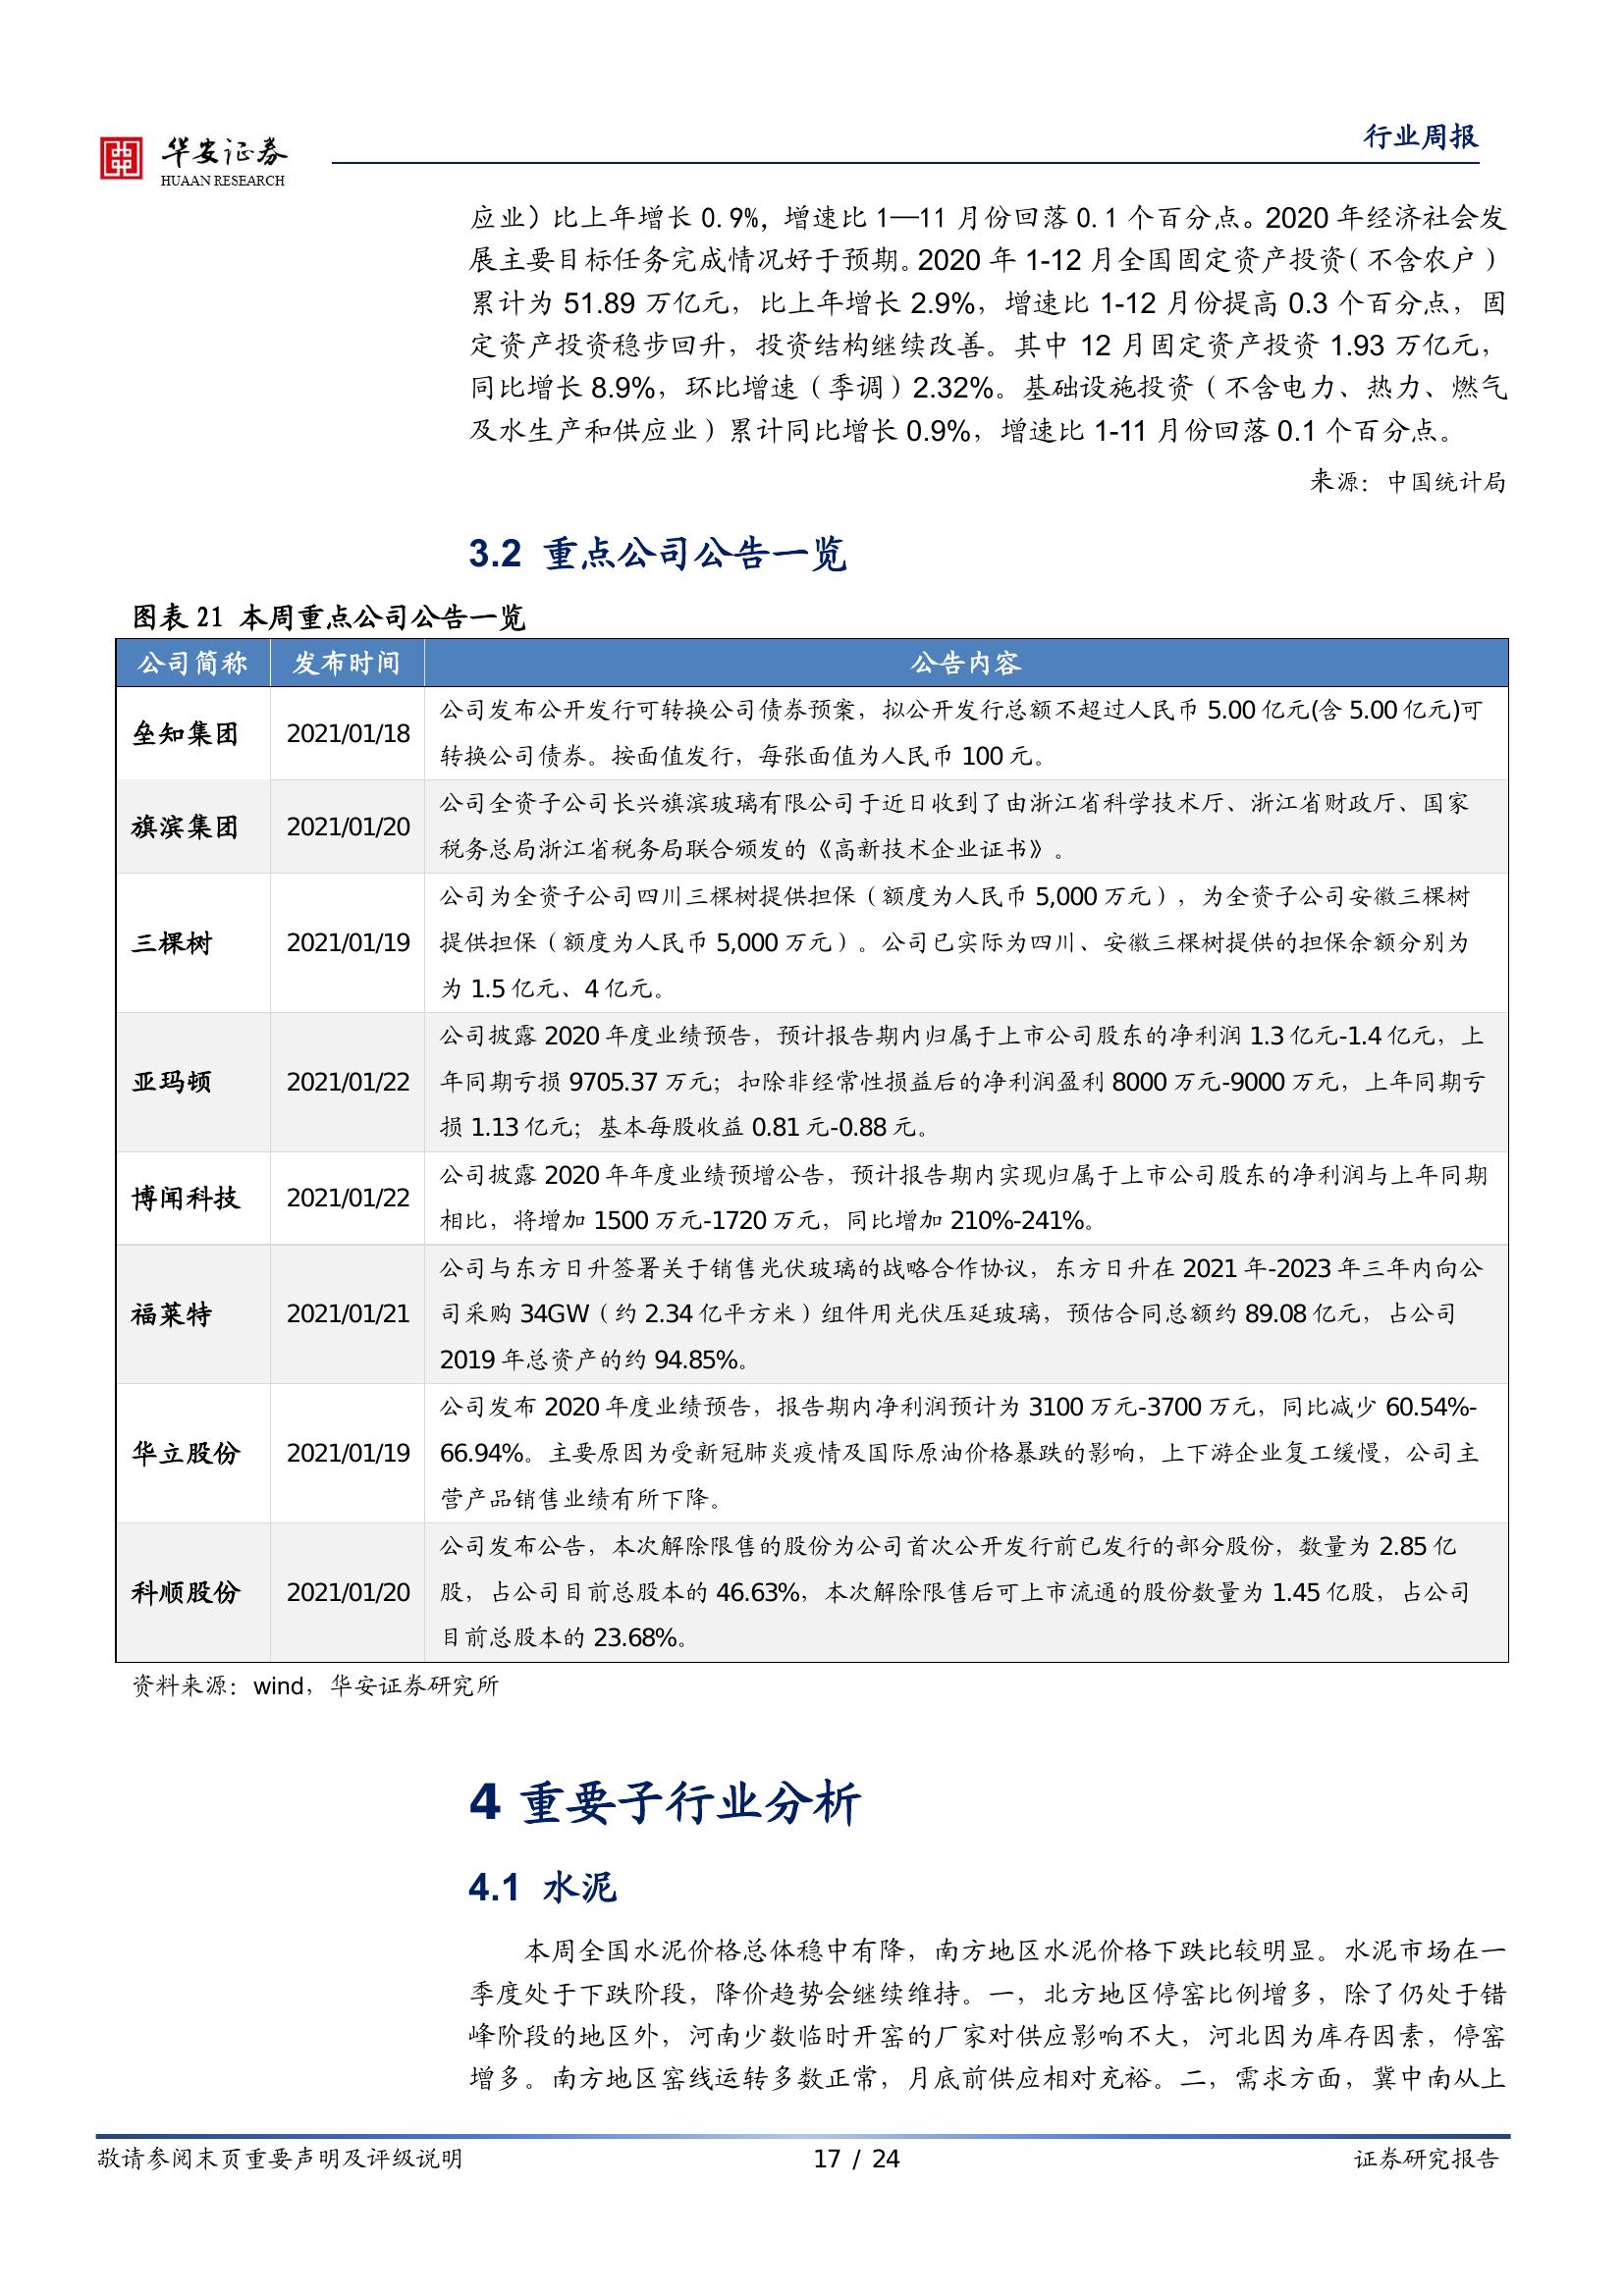 华安证券
HUAAN RESEARCH
行业周报
应业）比上年增长 0.9%，增速比 1—11 月份回落 0.1 个百分点。2020 年经济社会发
展主要目标任务完成情况好于预期。2020 年 1-12 月全国固定资产投资（不含农户）
累计为 51.89 万亿元，比上年增长 2.9%，增速比 1-12 月份提高 0.3 个百分点，固
定资产投资稳步回升，投资结构继续改善。其中 12 月固定资产投资 1.93 万亿元，
同比增长 8.9%，环比增速（季调）2.32%。基础设施投资（不含电力、热力、燃气
及水生产和供应业）累计同比增长 0.9%，增速比 1-11 月份回落 0.1 个百分点。
来源：中国统计局
3.2 重点公司公告一览
图表 21 本周重点公司公告一览
公司简称 发布时间 公告内容
垒知集团 2021/01/18 公司发布公开发行可转换公司债券预案，拟公开发行总额不超过人民币 5.00 亿元(含 5.00 亿元)可
转换公司债券。按面值发行，每张面值为人民币 100 元。
旗滨集团 2021/01/20 公司全资子公司长兴旗滨玻璃有限公司于近日收到了由浙江省科学技术厅、浙江省财政厅、国家
税务总局浙江省税务局联合颁发的《高新技术企业证书》。
三棵树 2021/01/19 公司为全资子公司四川三棵树提供担保（额度为人民币 5,000 万元），为全资子公司安徽三棵树
提供担保（额度为人民币 5,000 万元）。公司已实际为四川、安徽三棵树提供的担保余额分别为
为 1.5 亿元、4 亿元。
亚玛顿 2021/01/22 公司披露 2020 年度业绩预告，预计报告期内归属于上市公司股东的净利润 1.3 亿元-1.4 亿元，上
年同期亏损 9705.37 万元；扣除非经常性损益后的净利润盈利 8000 万元-9000 万元，上年同期亏
损 1.13 亿元；基本每股收益 0.81 元-0.88 元。
博闻科技 2021/01/22 公司披露 2020 年年度业绩预增公告，预计报告期内实现归属于上市公司股东的净利润与上年同期
相比，将增加 1500 万元-1720 万元，同比增加 210%-241%。
福莱特 2021/01/21 公司与东方日升签署关于销售光伏玻璃的战略合作协议，东方日升在 2021 年-2023 年三年内向公
司采购 34GW（约 2.34 亿平方米）组件用光伏压延玻璃，预估合同总额约 89.08 亿元，占公司
2019 年总资产的约 94.85%。
华立股份 2021/01/19 公司发布 2020 年度业绩预告，报告期内净利润预计为 3100 万元-3700 万元，同比减少 60.54%-
66.94%。主要原因为受新冠肺炎疫情及国际原油价格暴跌的影响，上下游企业复工缓慢，公司主
营产品销售业绩有所下降。
科顺股份 2021/01/20 公司发布公告，本次解除限售的股份为公司首次公开发行前已发行的部分股份，数量为 2.85 亿
股，占公司目前总股本的 46.63%，本次解除限售后可上市流通的股份数量为 1.45 亿股，占公司
目前总股本的 23.68%。
资料来源：wind，华安证券研究所
4 重要子行业分析
4.1 水泥
本周全国水泥价格总体稳中有降，南方地区水泥价格下跌比较明显。水泥市场在一
季度处于下跌阶段，降价趋势会继续维持。一，北方地区停窑比例增多，除了仍处于错
峰阶段的地区外，河南少数临时开窑的厂家对供应影响不大，河北因为库存因素，停窑
增多。南方地区窑线运转多数正常，月底前供应相对充裕。二，需求方面，冀中南从上
敬请参阅末页重要声明及评级说明 17 / 24 证券研究报告